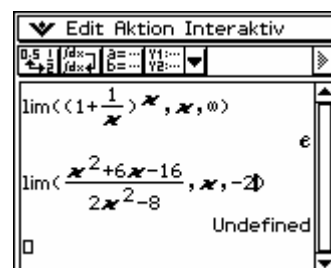 Edit Aktion Interaktiv
lim((1+1/x)^x,x,∞)
e
lim((x²+6x-16)/(2x²-8),x,-2)
Undefined